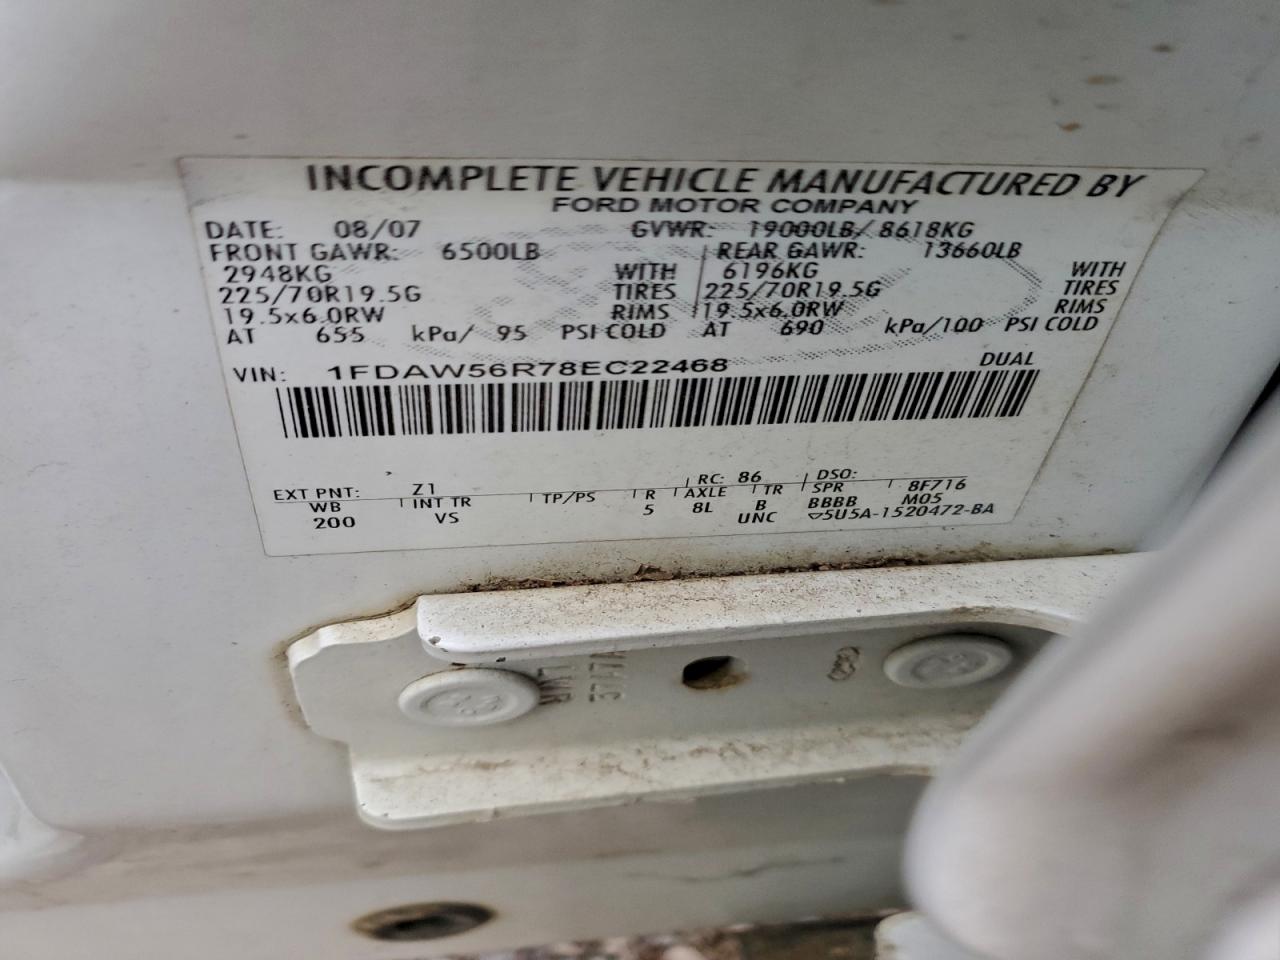 INCOMPLETE VEHICLE MANUFACTURED BY
FORD MOTOR COMPANY
DATE: 08/07 GVWR: 19000LB/ 8618KG
FRONT GAWR: 6500LB REAR GAWR: 13660LB
2948KG WITH 6196KG WITH
225/70R19.5G TIRES 225/70R19.5G TIRES
19.5x6.0RW RIMS 19.5x6.0RW RIMS
AT 655 kPa/ 95 PSI COLD AT 690 kPa/100 PSI COLD
VIN: 1FDAW56R78EC22468 DUAL
EXT PNT: Z1 RC: 86 DSO:
WB INT TR TP/PS R AXLE TR SPR 8F716
200 VS 5 8L B BBBB M05
UNC 5U5A-1520472-BA